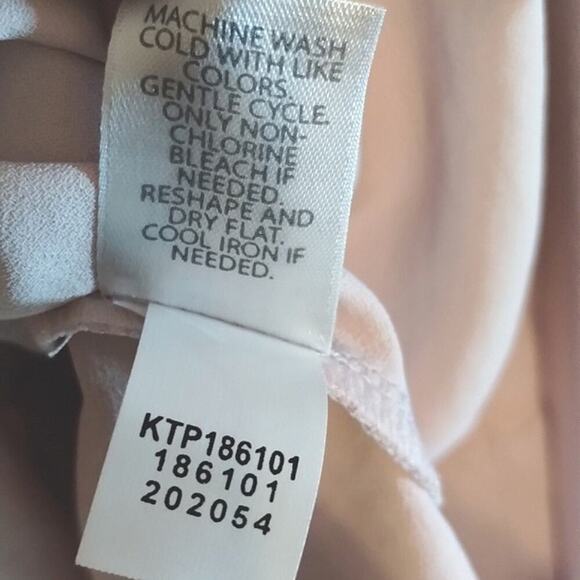 MACHINE WASH
COLD WITH LIKE
COLORS.
GENTLE CYCLE.
ONLY NON-
CHLORINE
BLEACH IF
NEEDED.
RESHAPE AND
DRY FLAT.
COOL IRON IF
NEEDED.
KTP186101
186101
202054